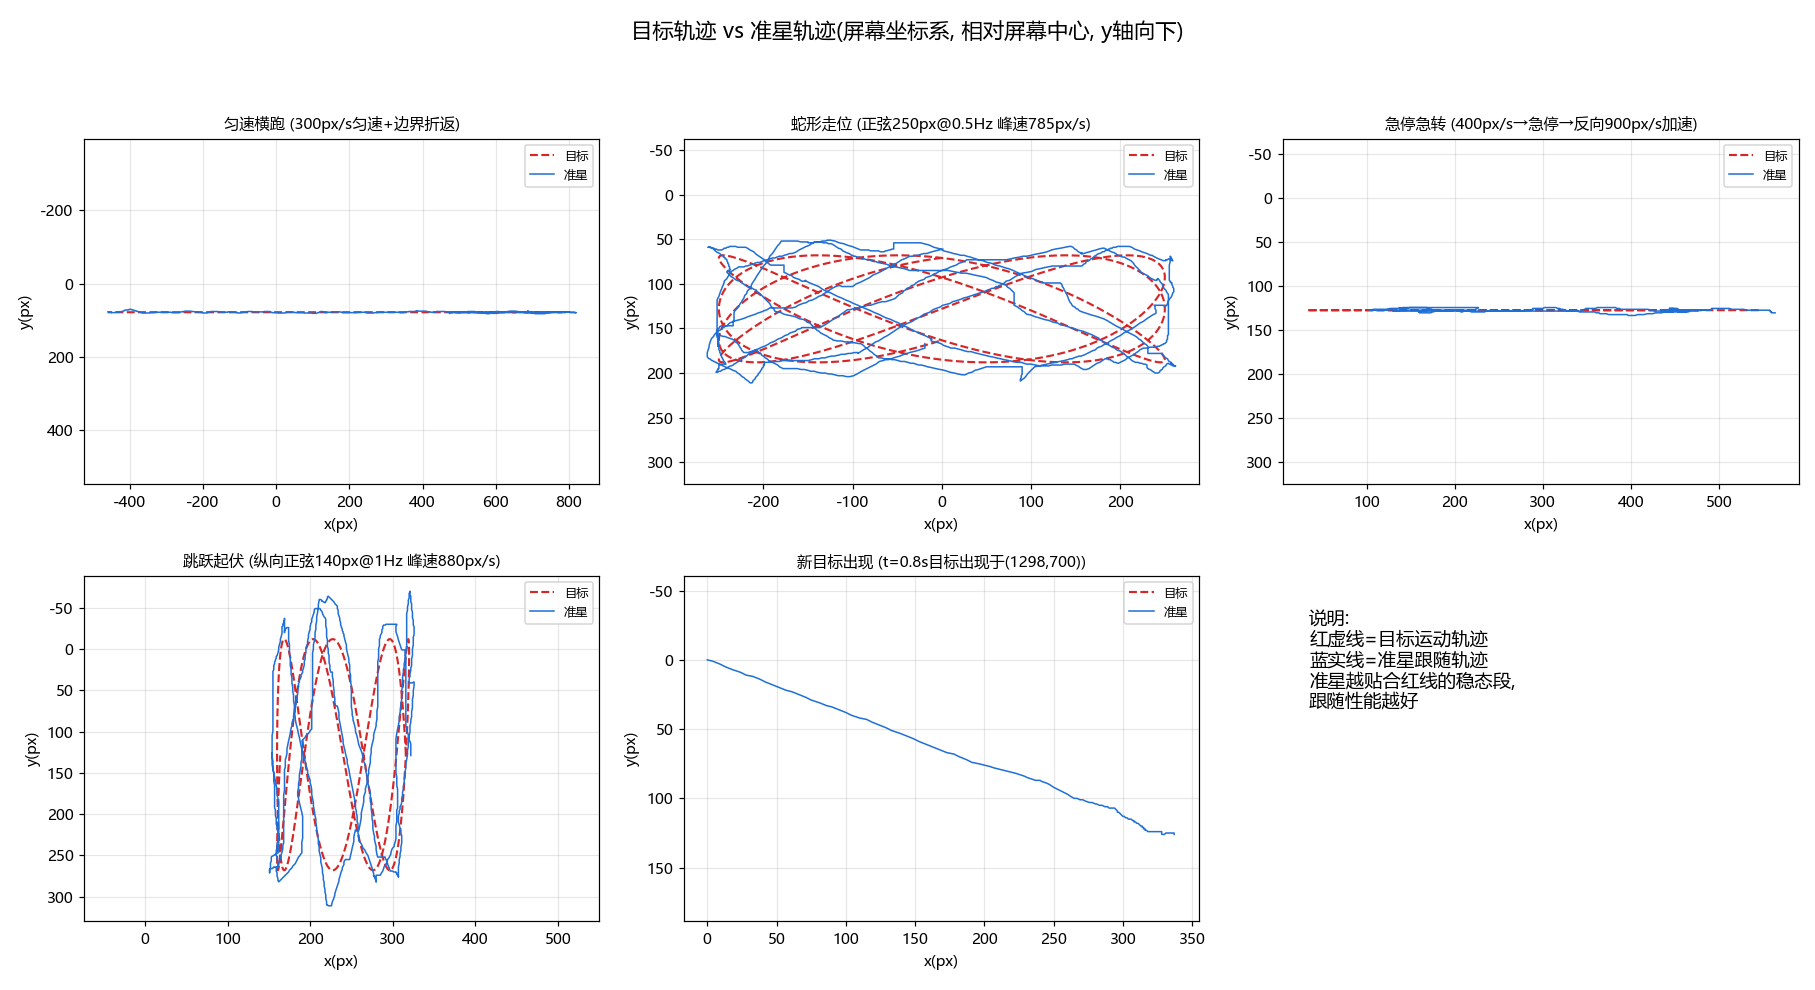 目标轨迹 vs 准星轨迹(屏幕坐标系, 相对屏幕中心, y轴向下)
匀速横跑 (300px/s匀速+边界折返)
目标
准星
-200
0
200
400
y(px)
-400
-200
0
200
400
600
800
x(px)
蛇形走位 (正弦250px@0.5Hz 峰速785px/s)
目标
准星
-50
0
50
100
150
200
250
300
y(px)
-200
-100
0
100
200
x(px)
急停急转 (400px/s→急停→反向900px/s加速)
目标
准星
-50
0
50
100
150
200
250
300
y(px)
100
200
300
400
500
x(px)
跳跃起伏 (纵向正弦140px@1Hz 峰速880px/s)
目标
准星
-50
0
50
100
150
200
250
300
y(px)
0
100
200
300
400
500
x(px)
新目标出现 (t=0.8s目标出现于(1298,700))
目标
准星
-50
0
50
100
150
y(px)
0
50
100
150
200
250
300
350
x(px)
说明:
红虚线=目标运动轨迹
蓝实线=准星跟随轨迹
准星越贴合红线的稳态段,
跟随性能越好